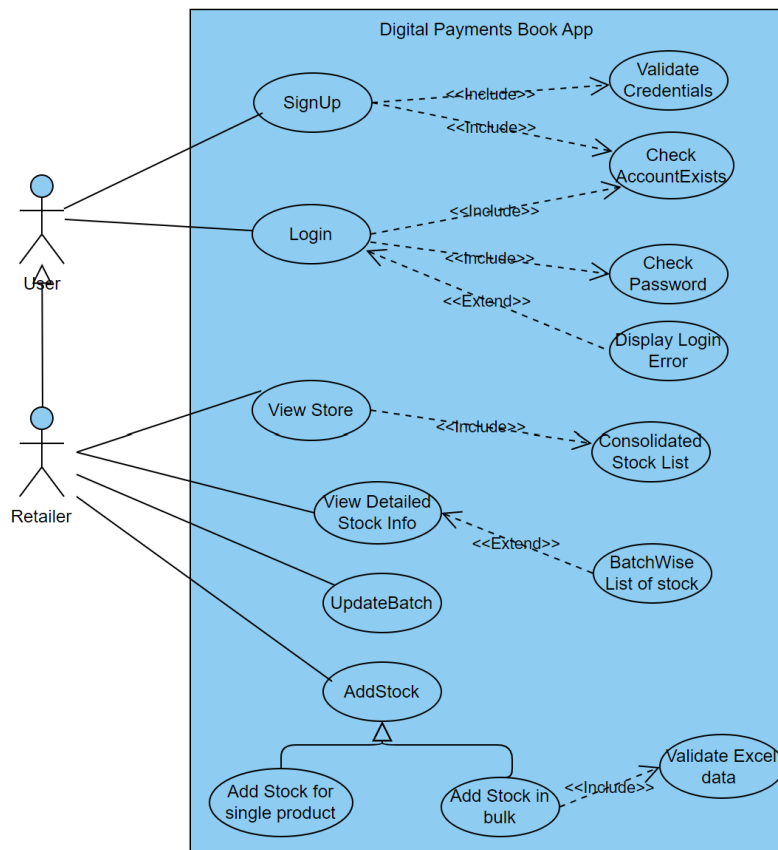 Digital Payments Book App
SignUp
<<Include>>
Validate
Credentials
<<Include>>
Check
AccountExists
User
Login
<<Include>>
<<Include>>
Check
Password
<<Extend>>
Display Login
Error
Retailer
View Store
<<Include>>
Consolidated
Stock List
View Detailed
Stock Info
<<Extend>>
BatchWise
List of stock
UpdateBatch
AddStock
Add Stock for
single product
Add Stock in
bulk
<<Include>>
Validate Excel
data